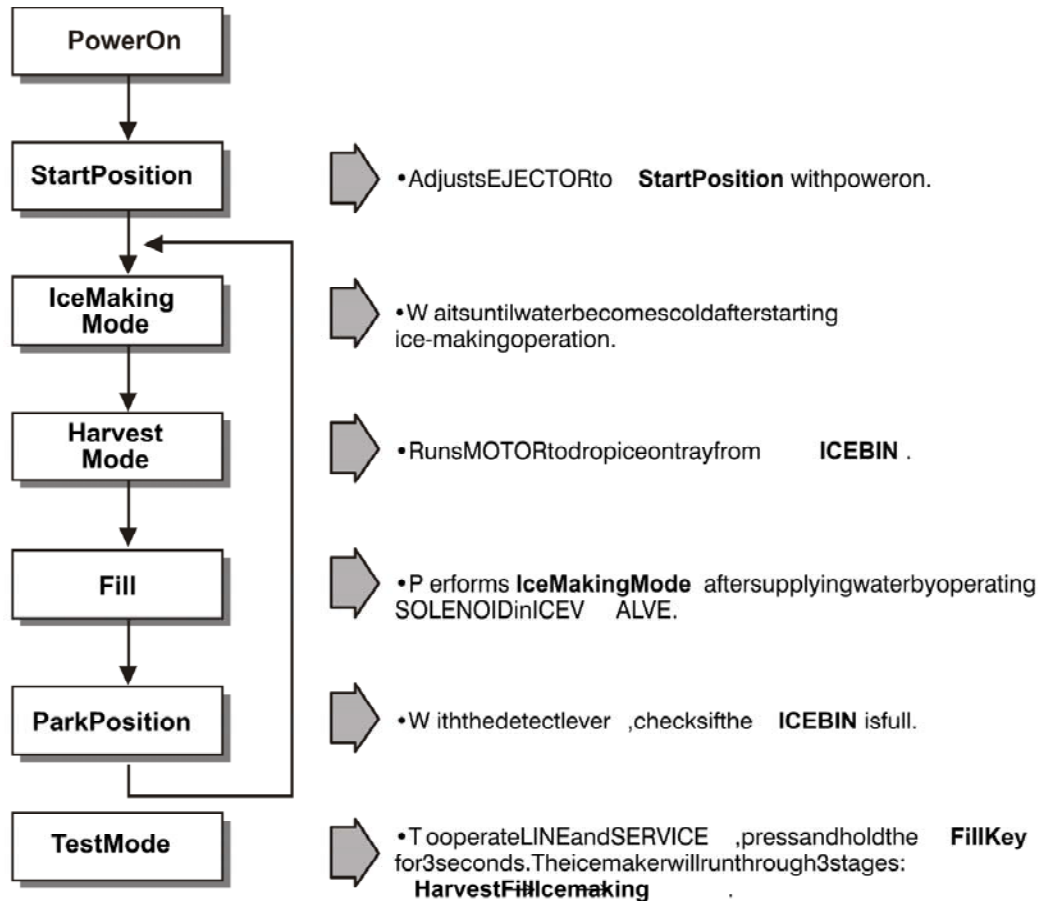 PowerOn
StartPosition
•AdjustsEJECTORto StartPosition withpoweron.
IceMaking
Mode
•W aitsuntilwaterbecomescoldafterstarting
ice-makingoperation.
Harvest
Mode
•RunsMOTORtodropiceontrayfrom ICEBIN .
Fill
•P erforms IceMakingMode aftersupplyingwaterbyoperating
SOLENOIDinICEV ALVE.
ParkPosition
•W iththedetectlever ,checksifthe ICEBIN isfull.
TestMode
•T ooperateLINEandSERVICE ,pressandholdthe FillKey
for3seconds.Theicemakerwillrunthrough3stages:
HarvestFillIcemaking .